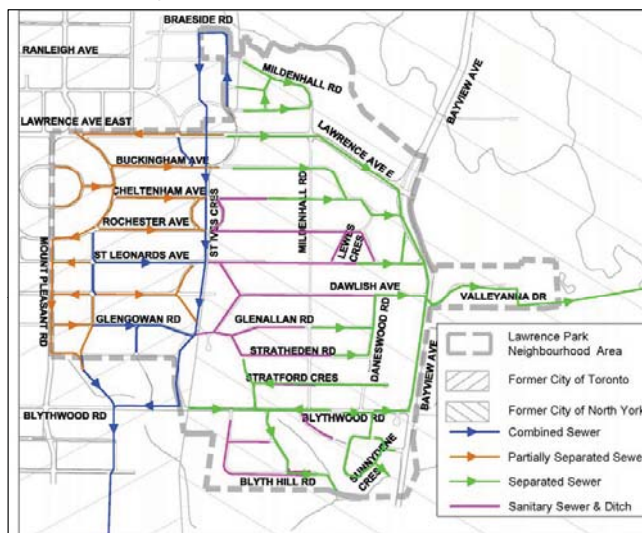 BRAESIDE RD
RANLEIGH AVE
MILDENHALL RD
BAYVIEW AVE
LAWRENCE AVE EAST
LAWRENCE AVE E
BUCKINGHAM AVE
CHELTENHAM AVE
ROCHESTER AVE
ST IVES CRES
MILDENHALL RD
LEWES CRES
ST LEONARDS AVE
MOUNT PLEASANT RD
DAWLISH AVE
VALLEYANNA DR
GLENGOWAN RD
GLENALLAN RD
DANESWOOD RD
STRATHEDEN RD
BAYVIEW AVE
STRATFORD CRES
BLYTHWOOD RD
BLYTHWOOD RD
SUNNYDENE
CRES
BLYTH HILL RD
Lawrence Park
Neighbourhood Area
Former City of Toronto
Former City of North York
Combined Sewer
Partially Separated Sewer
Separated Sewer
Sanitary Sewer & Ditch